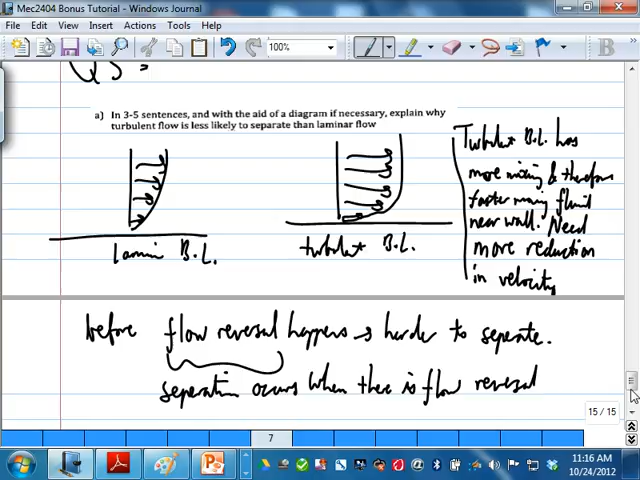 Mec2404 Bonus Tutorial - Windows Journal
File Edit View Insert Actions Tools Help
100%
B
Q5 =
a) In 3-5 sentences, and with the aid of a diagram if necessary, explain why
turbulent flow is less likely to separate than laminar flow
Turbulent B.L. has
more mixing & therefore
faster moving fluid
near wall. Need
more reduction
in velocity
lamin B.L.
turbulent B.L.
before flow reversal happens → harder to seperate.
separation occurs when there is flow reversal
15 / 15
7
11:16 AM
10/24/2012